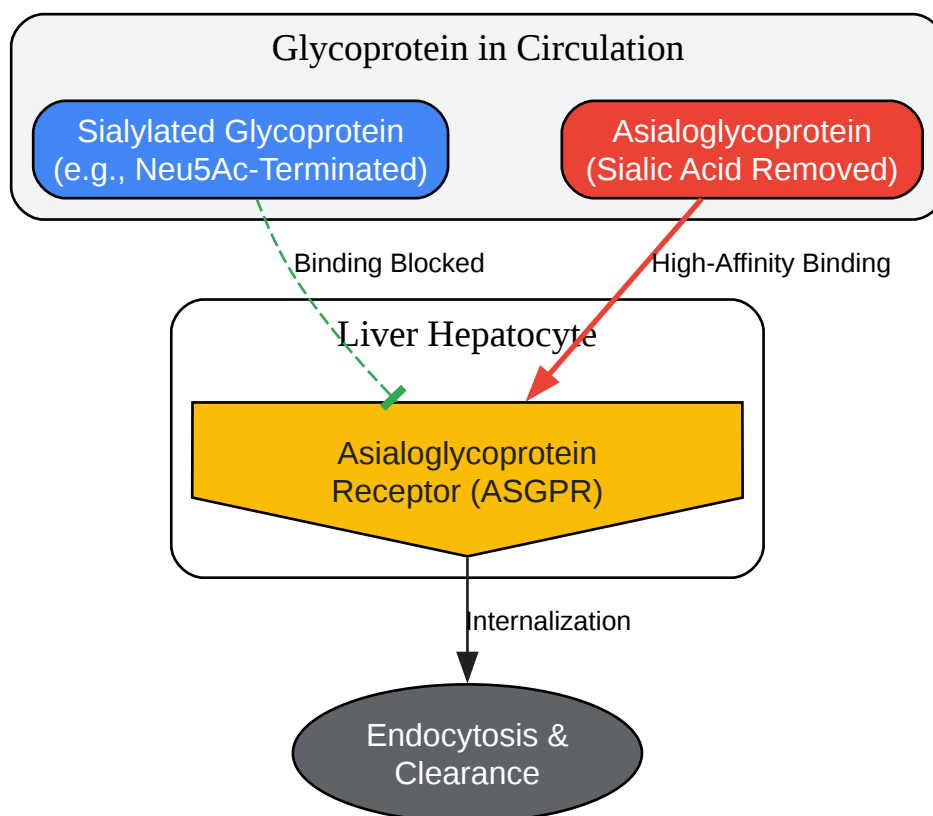 Glycoprotein in Circulation
Sialylated Glycoprotein
(e.g., Neu5Ac-Terminated)
Asialoglycoprotein
(Sialic Acid Removed)
Binding Blocked
High-Affinity Binding
Liver Hepatocyte
Asialoglycoprotein
Receptor (ASGPR)
Internalization
Endocytosis &
Clearance